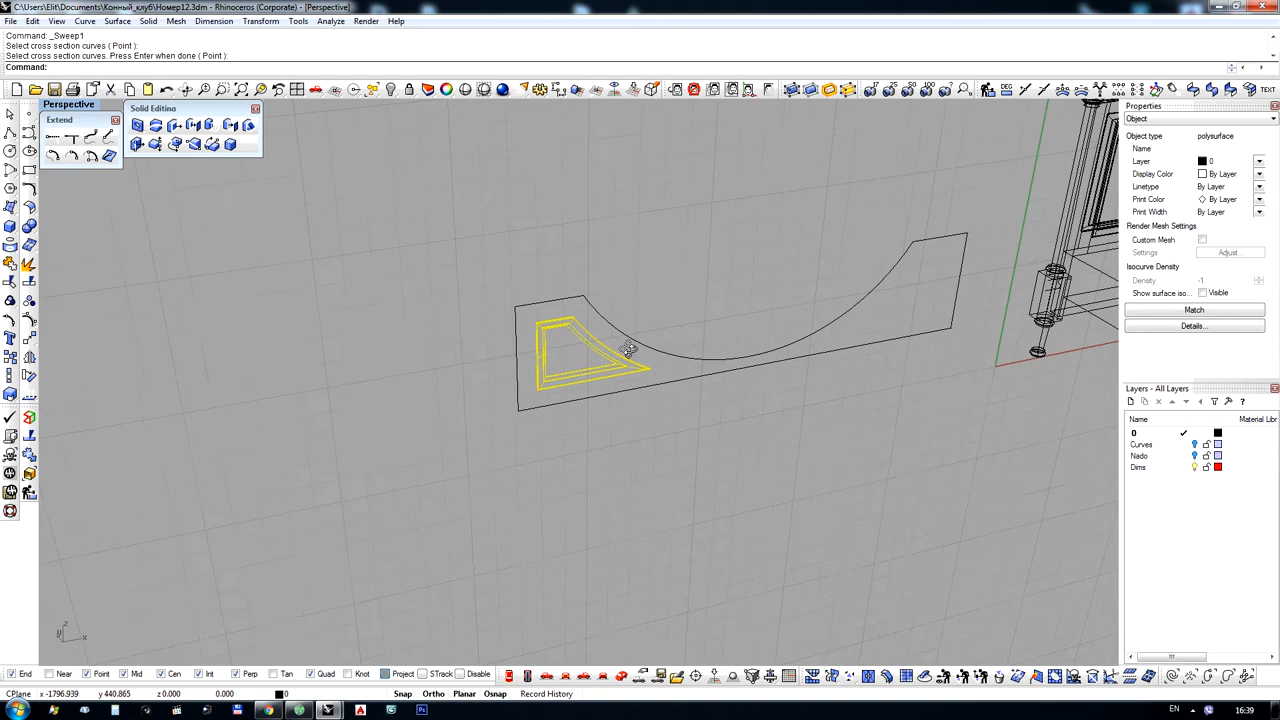 C:\Users\Elit\Documents\Конный_клуб\Номер12.3dm - Rhinoceros (Corporate) - [Perspective]
File Edit View Curve Surface Solid Mesh Dimension Transform Tools Analyze Render Help
Command: _Sweep1
Select cross section curves ( Point ):
Select cross section curves. Press Enter when done ( Point ):
Command:
TEXT
Perspective
Extend
Solid Editing
Properties
Object
Object type polysurface
Name
Layer 0
Display Color By Layer
Linetype By Layer
Print Color By Layer
Print Width By Layer
Render Mesh Settings
Custom Mesh
Settings Adjust...
Isocurve Density
Density -1
Show surface iso... Visible
Match
Details...
Layers - All Layers
Name Material Libr
0
Curves
Nado
Dims
z
y x
End Near Point Mid Cen Int Perp Tan Quad Knot Project STrack Disable
CPlane x -1796.939 y 440.865 z 0.000 0.000 0 Snap Ortho Planar Osnap Record History
EN 16:39